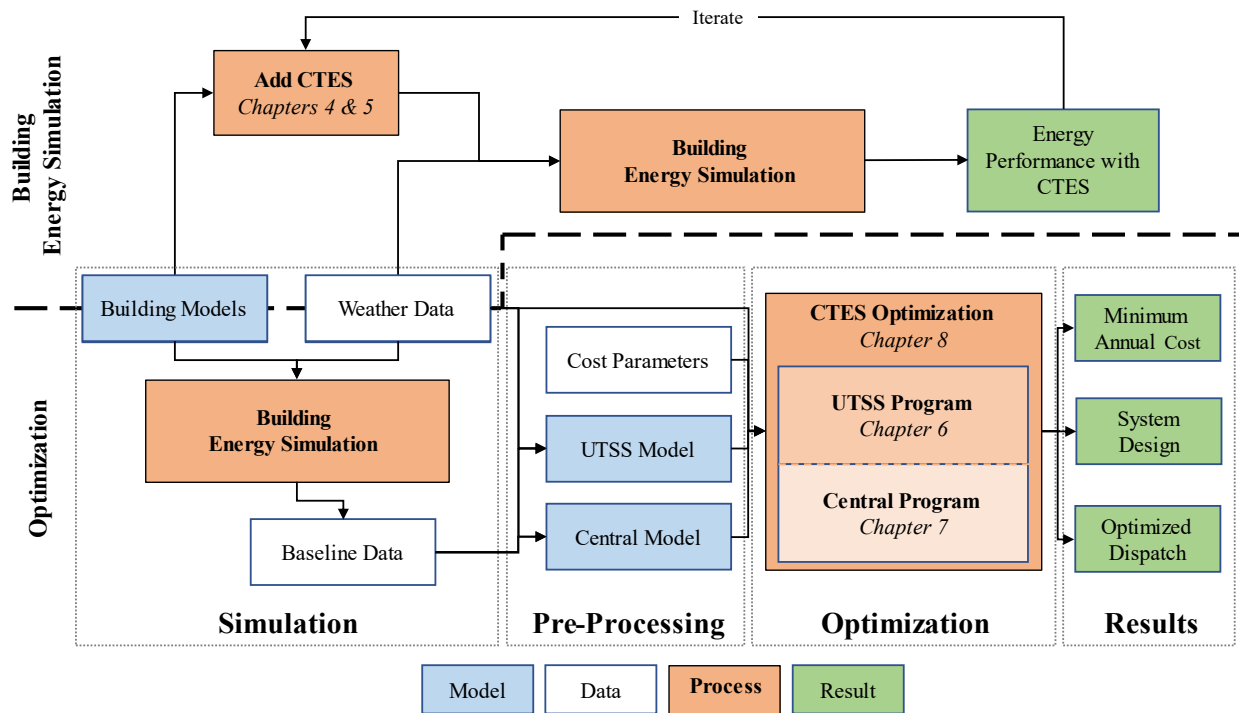 Iterate
Building
Energy Simulation
Add CTES
Chapters 4 & 5
Building
Energy Simulation
Energy
Performance with
CTES
Optimization
Building Models
Weather Data
Building
Energy Simulation
Baseline Data
Simulation
Cost Parameters
UTSS Model
Central Model
Pre-Processing
CTES Optimization
Chapter 8
UTSS Program
Chapter 6
Central Program
Chapter 7
Optimization
Minimum
Annual Cost
System
Design
Optimized
Dispatch
Results
Model
Data
Process
Result